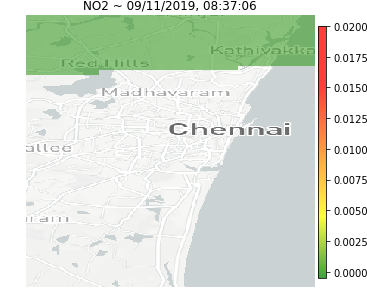 NO2 ~ 09/11/2019, 08:37:06
Kathivakka
Red Hills
Madhavaram
Chennai
allee
ram
0.0200
0.0175
0.0150
0.0125
0.0100
0.0075
0.0050
0.0025
0.0000